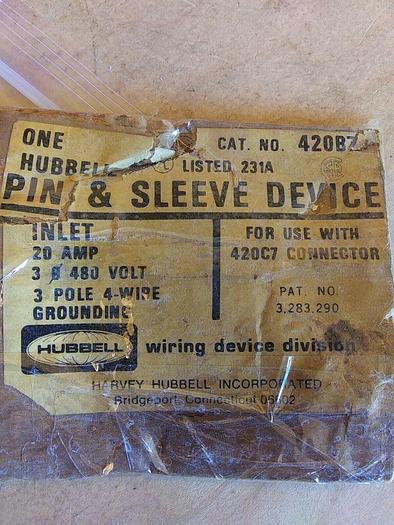 ONE
HUBBELL
LISTED 231A
CAT. NO. 420B7
PIN & SLEEVE DEVICE
INLET
20 AMP
3 Ø 480 VOLT
3 POLE 4-WIRE
GROUNDING
FOR USE WITH
420C7 CONNECTOR
PAT. NO.
3,283,290
HUBBELL
wiring device division
HARVEY HUBBELL INCORPORATED
Bridgeport, Connecticut 06602